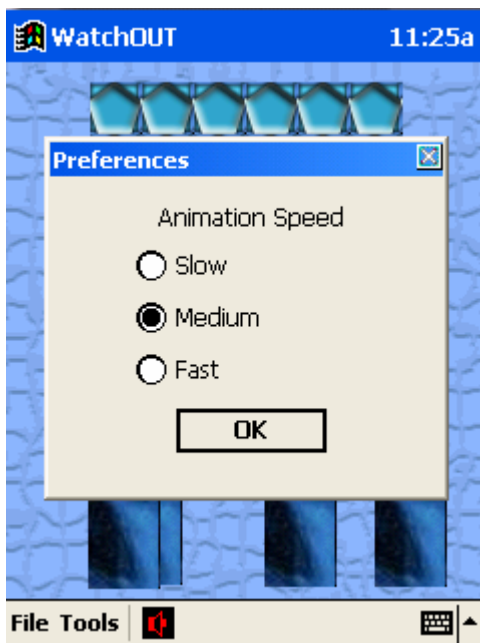 WatchOUT 11:25a
Preferences
Animation Speed
Slow
Medium
Fast
OK
File Tools